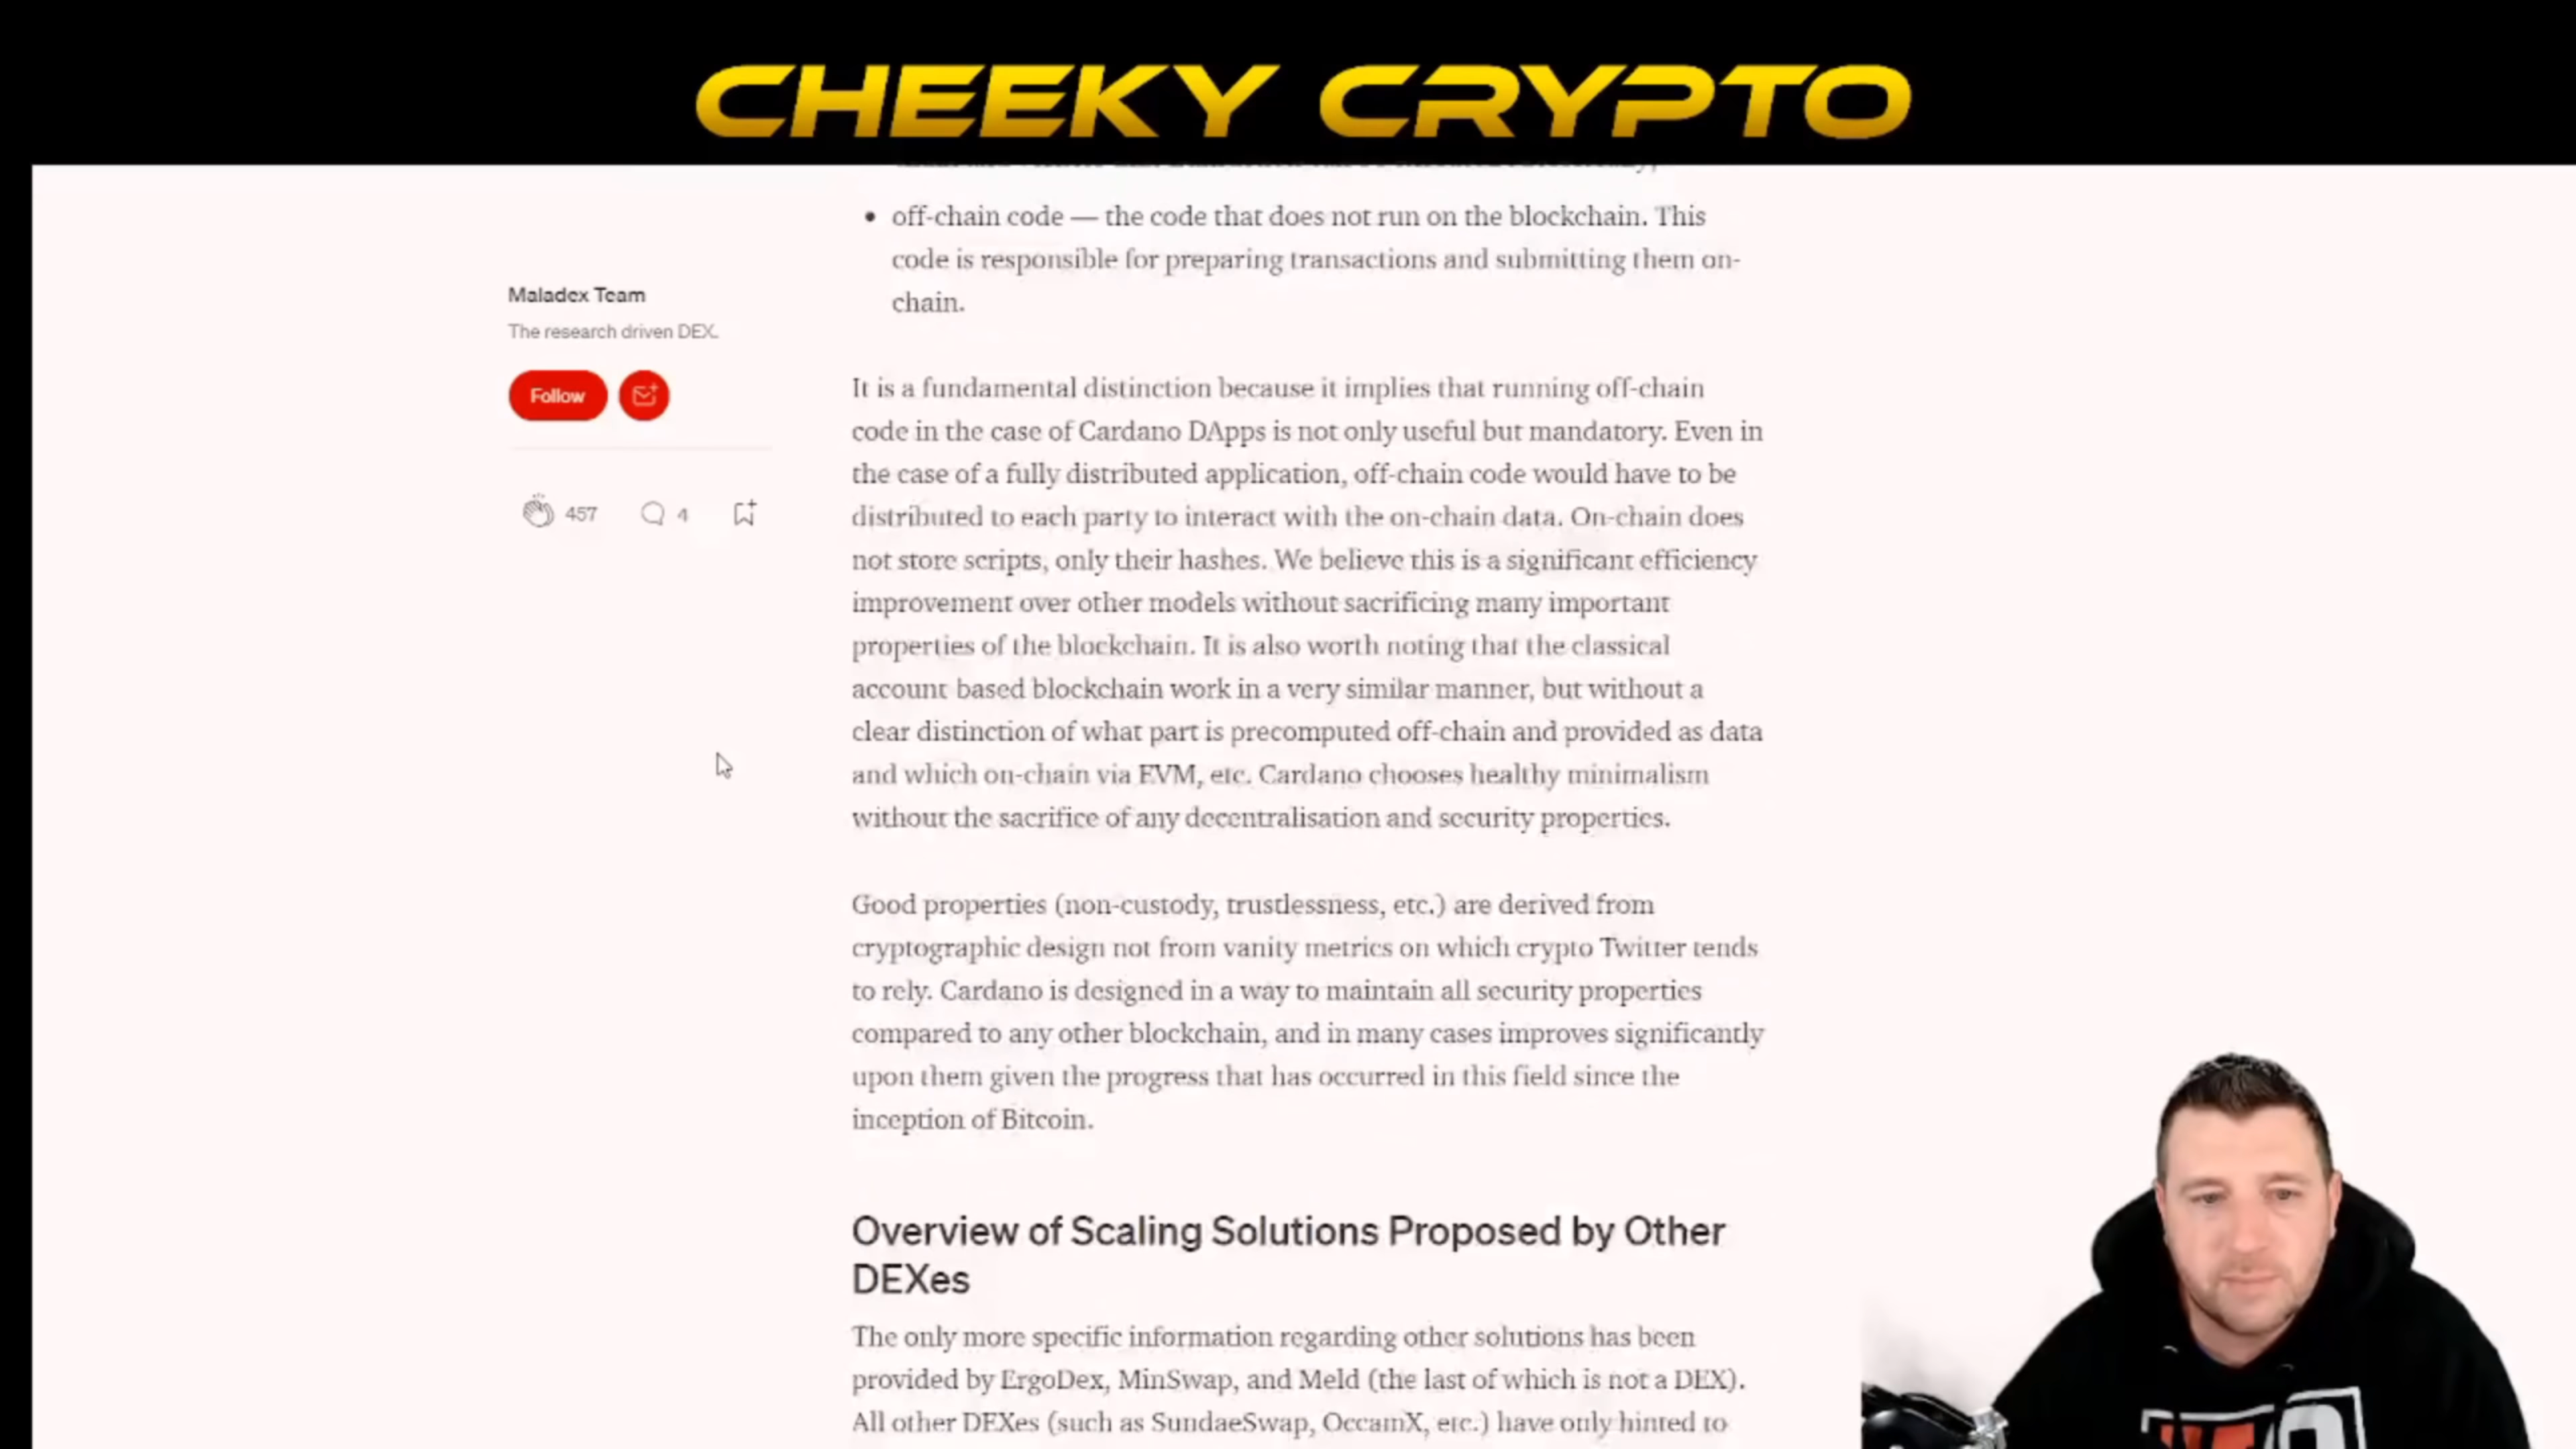 CHEEKY CRYPTO
• off-chain code — the code that does not run on the blockchain. This
code is responsible for preparing transactions and submitting them on-
chain.
Maladex Team
The research driven DEX.
Follow
457
4
It is a fundamental distinction because it implies that running off-chain
code in the case of Cardano DApps is not only useful but mandatory. Even in
the case of a fully distributed application, off-chain code would have to be
distributed to each party to interact with the on-chain data. On-chain does
not store scripts, only their hashes. We believe this is a significant efficiency
improvement over other models without sacrificing many important
properties of the blockchain. It is also worth noting that the classical
account based blockchain work in a very similar manner, but without a
clear distinction of what part is precomputed off-chain and provided as data
and which on-chain via EVM, etc. Cardano chooses healthy minimalism
without the sacrifice of any decentralisation and security properties.
Good properties (non-custody, trustlessness, etc.) are derived from
cryptographic design not from vanity metrics on which crypto Twitter tends
to rely. Cardano is designed in a way to maintain all security properties
compared to any other blockchain, and in many cases improves significantly
upon them given the progress that has occurred in this field since the
inception of Bitcoin.
Overview of Scaling Solutions Proposed by Other
DEXes
The only more specific information regarding other solutions has been
provided by ErgoDex, MinSwap, and Meld (the last of which is not a DEX).
All other DEXes (such as SundaeSwap, OccamX, etc.) have only hinted to